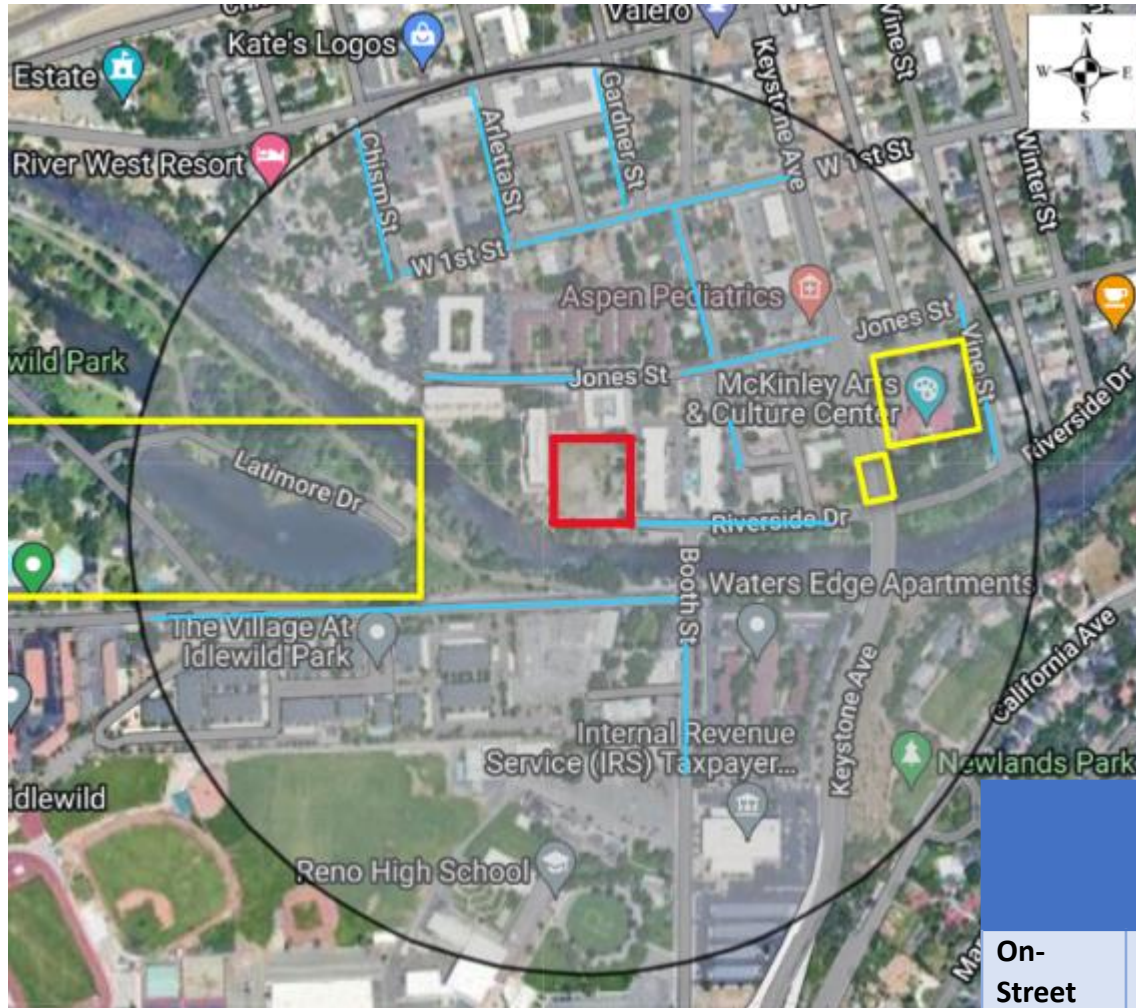 Valero
Kate's Logos
Estate
N
W E
S
Vine St
Keystone Ave
Gardner St
Arletta St
Chism St
River West Resort
W 1st St
Winter St
W 1st St
Aspen Pediatrics
Jones St
Vine St
wild Park
Jones St
McKinley Arts
& Culture Center
Riverside Dr
Latimore Dr
Riverside Dr
Booth St
Waters Edge Apartments
The Village At
Idlewild Park
California Ave
Internal Revenue
Service (IRS) Taxpayer...
Keystone Ave
Newlands Park
Idlewild
Reno High School
On-
Street